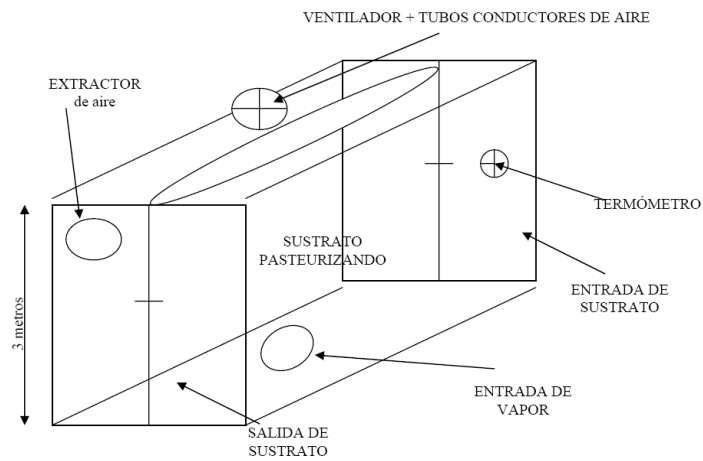 VENTILADOR + TUBOS CONDUCTORES DE AIRE
EXTRACTOR
de aire
TERMÓMETRO
SUSTRATO
PASTEURIZANDO
ENTRADA DE
SUSTRATO
3 metros
ENTRADA DE
VAPOR
SALIDA DE
SUSTRATO